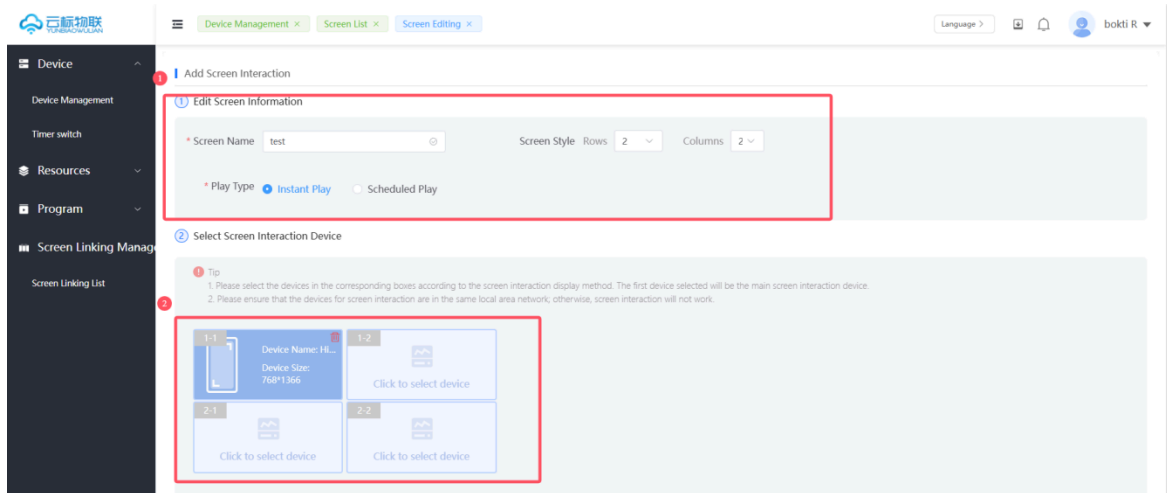 云标物联
YUNBIAOWULIAN
Device Management ×
Screen List ×
Screen Editing ×
Language >
bokti R
Device
Device Management
Timer switch
Resources
Program
Screen Linking Manage
Screen Linking List
1
Add Screen Interaction
1 Edit Screen Information
* Screen Name test
Screen Style Rows 2 Columns 2
* Play Type Instant Play Scheduled Play
2 Select Screen Interaction Device
Tip
1. Please select the devices in the corresponding boxes according to the screen interaction display method. The first device selected will be the main screen interaction device.
2. Please ensure that the devices for screen interaction are in the same local area network; otherwise, screen interaction will not work.
2
1-1
Device Name: Hi...
Device Size:
768*1366
1-2
Click to select device
2-1
Click to select device
2-2
Click to select device